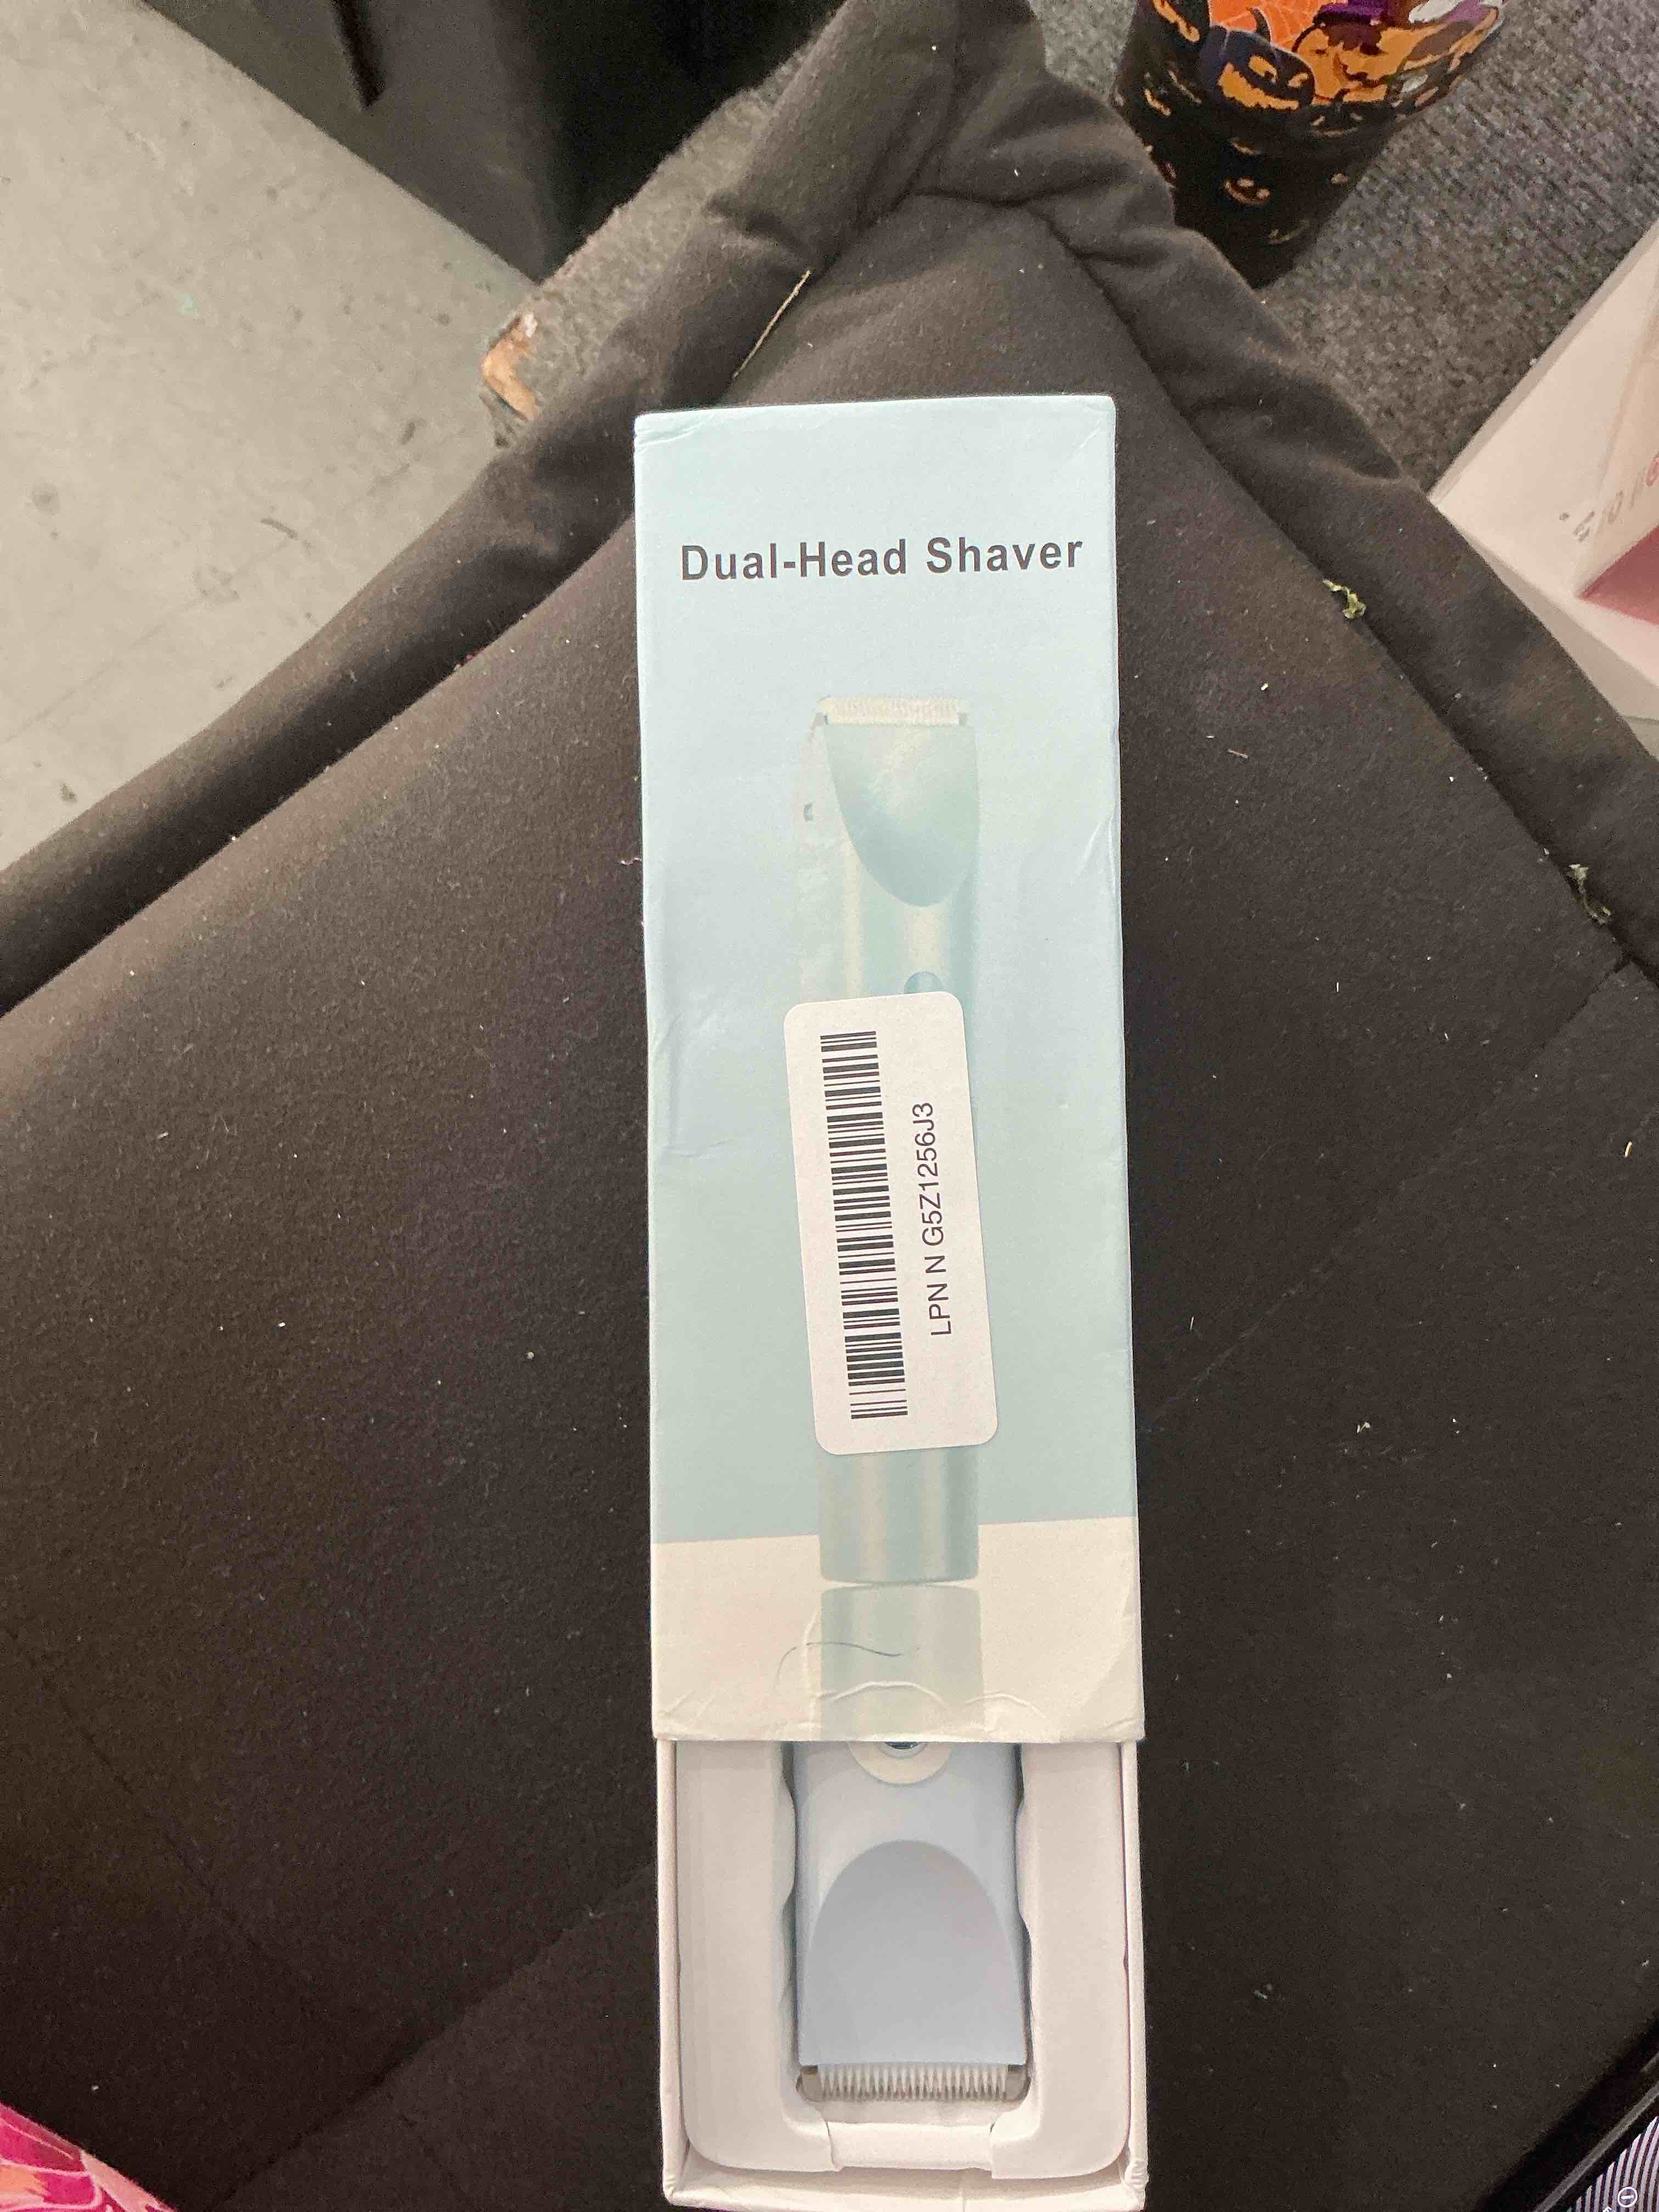 Dual-Head Shaver
LPN N G5Z1256J3